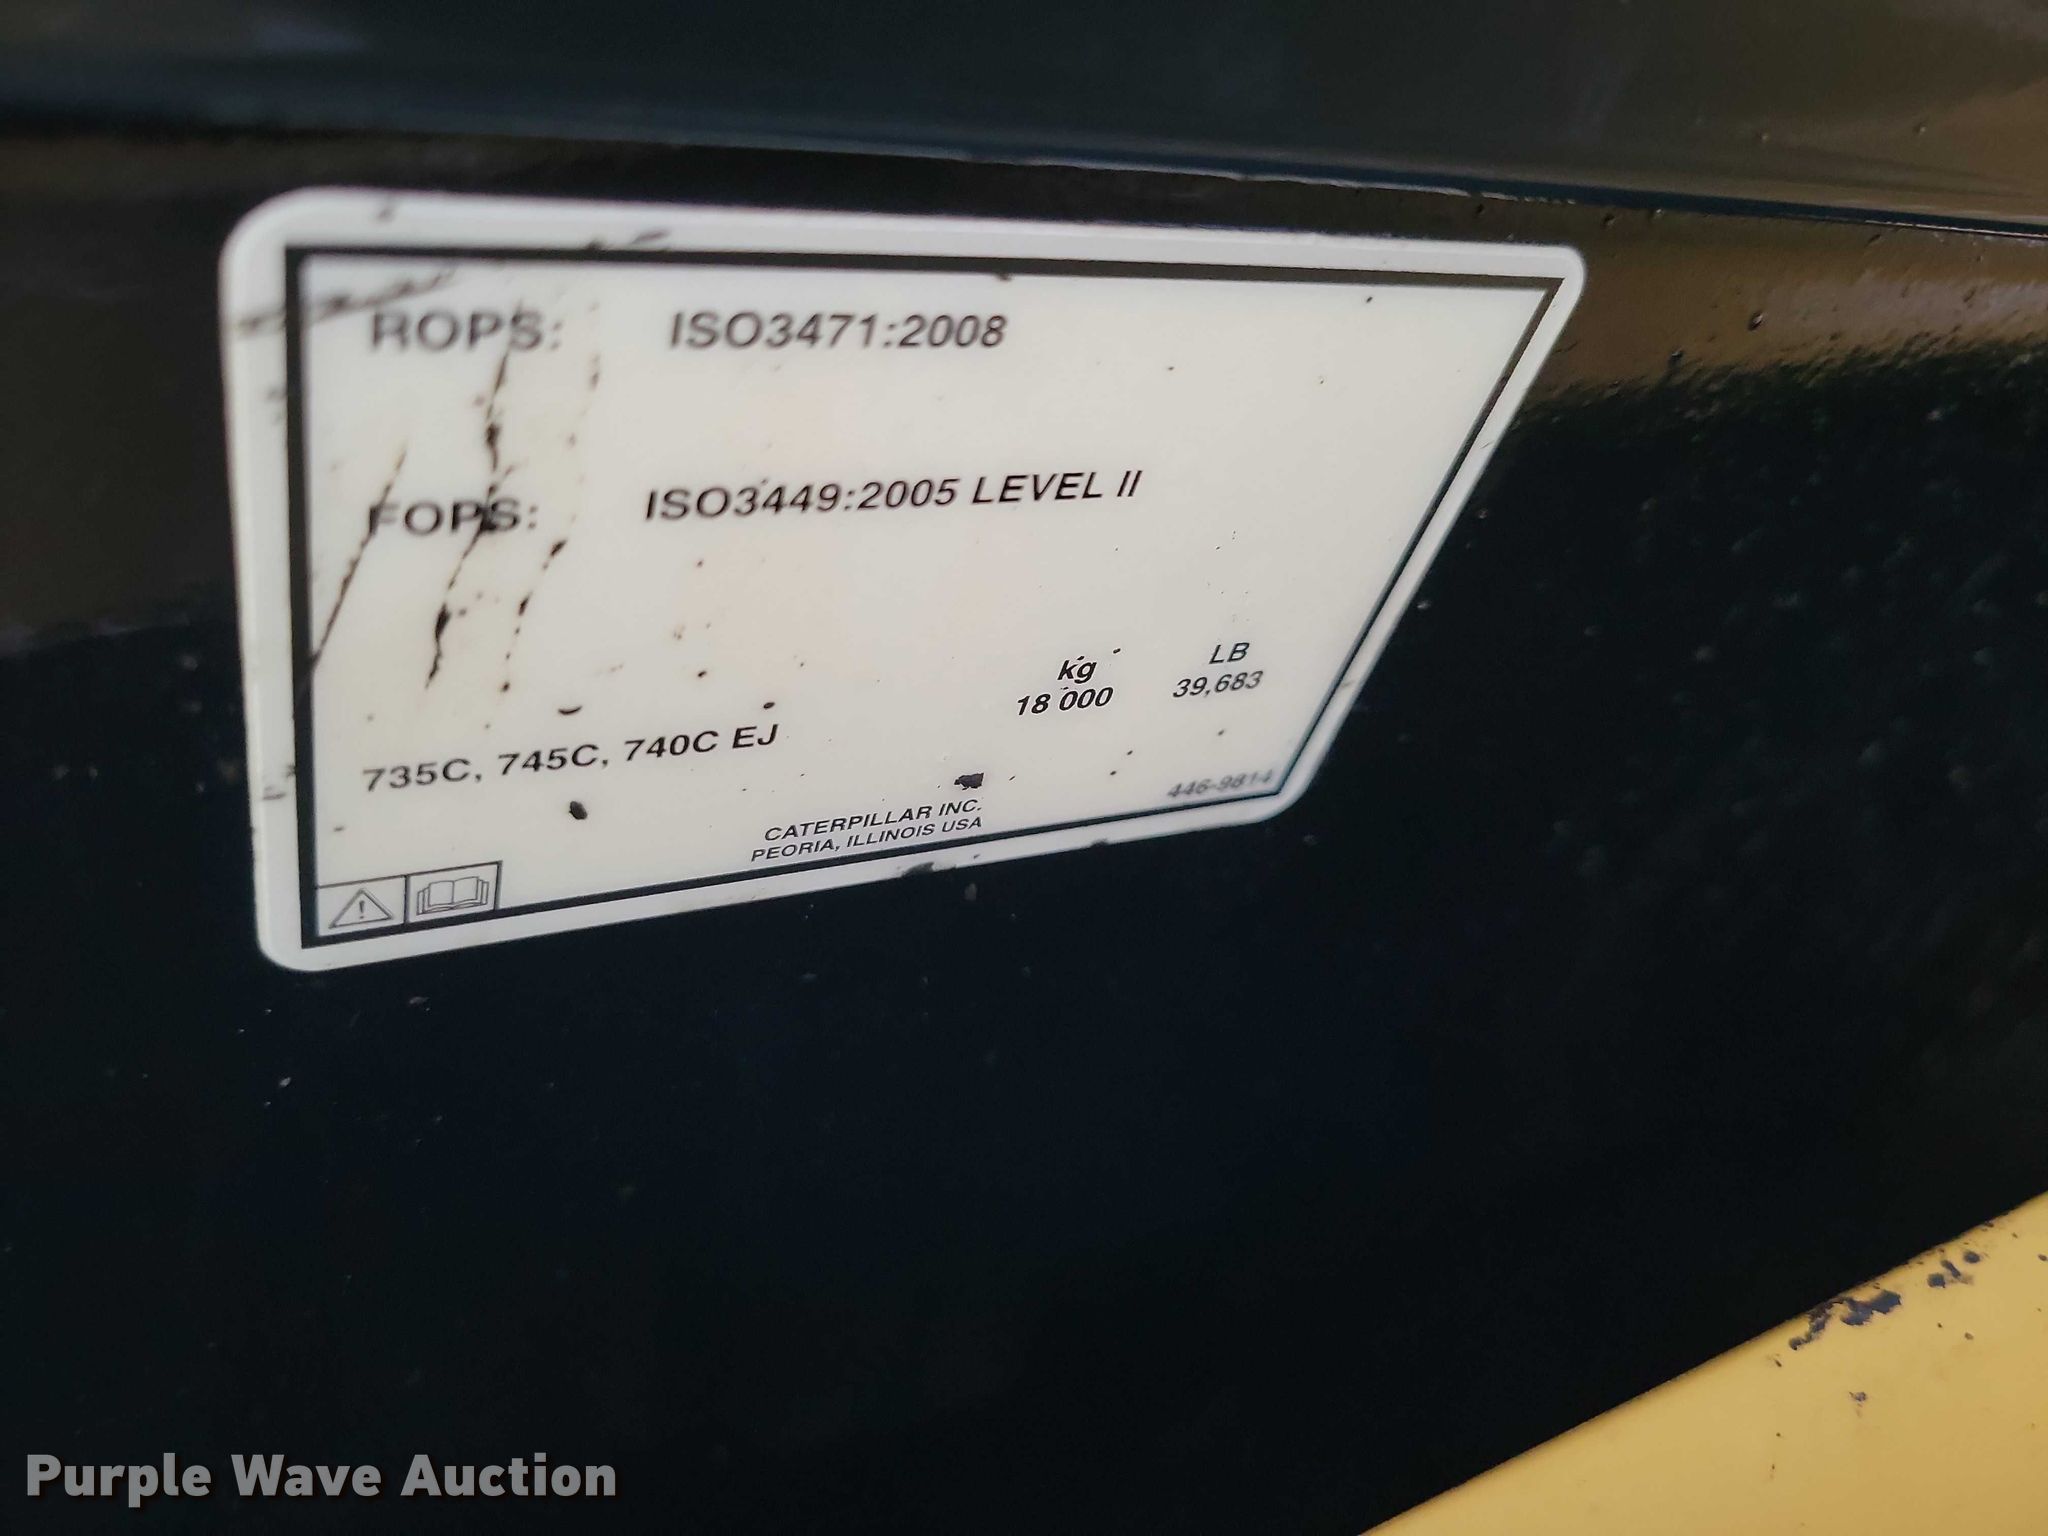 ROPS: ISO3471:2008
FOPS: ISO3449:2005 LEVEL II
kg LB
18 000 39,683
735C, 745C, 740C EJ
446-9814
CATERPILLAR INC.
PEORIA, ILLINOIS USA
Purple Wave Auction